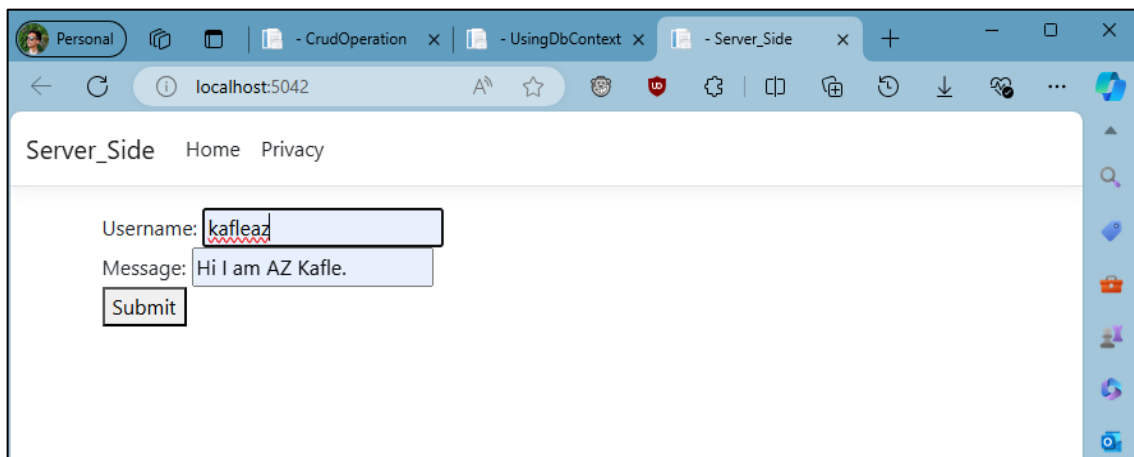 Personal - CrudOperation - UsingDbContext - Server_Side
localhost:5042
Server_Side Home Privacy
Username: kafleaz
Message: Hi I am AZ Kafle.
Submit